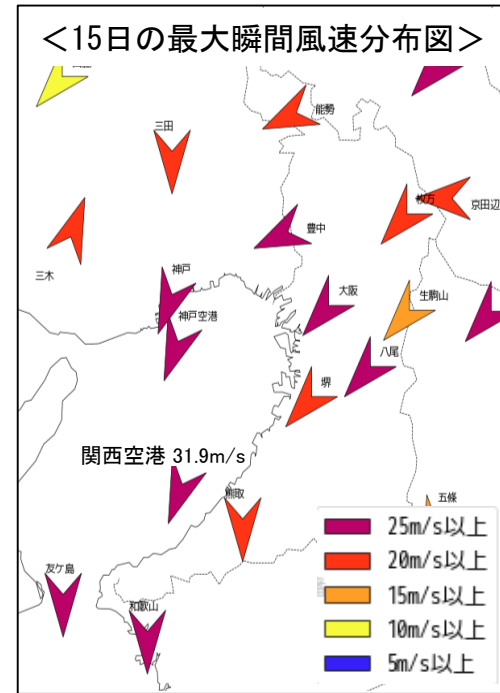 ＜15日の最大瞬間風速分布図＞
能勢
三田
枚方
京田辺
豊中
三木
神戸
大阪
生駒山
神戸空港
八尾
堺
関西空港 31.9m/s
熊取
五條
友ケ島
和歌山
25m/s以上
20m/s以上
15m/s以上
10m/s以上
5m/s以上